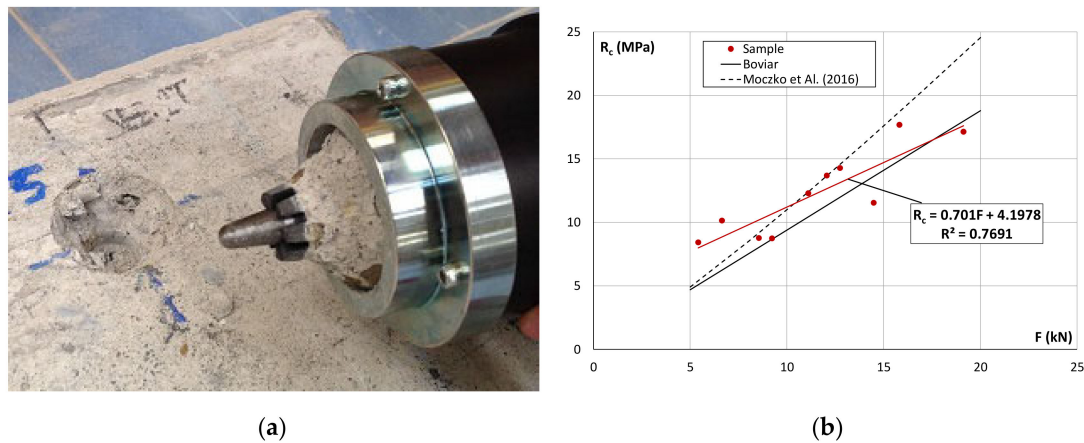 5
25
R_c (MPa)
Sample
Boviar
Moczko et Al. (2016)
20
15
R_c = 0.701F + 4.1978
R² = 0.7691
10
5
F (kN)
0
0 5 10 15 20 25
(a) (b)